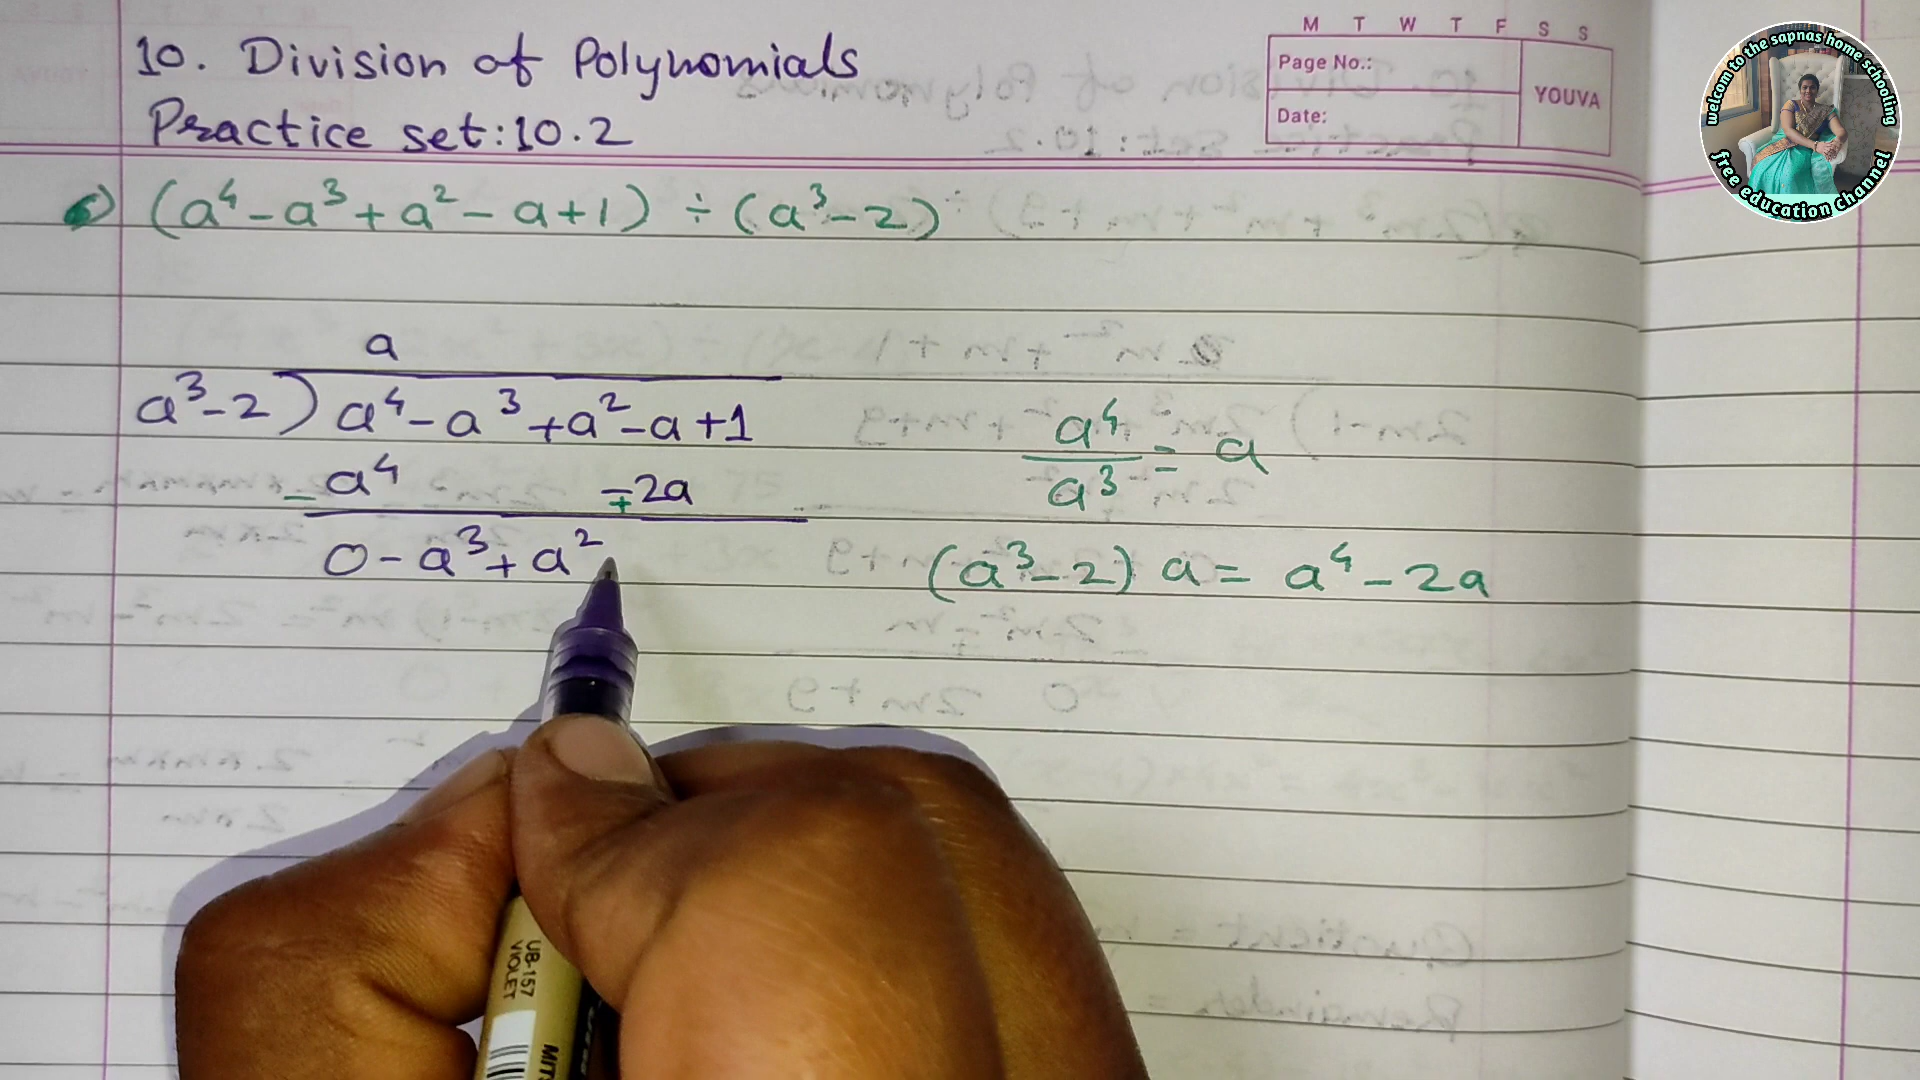 10. Division of Polynomials
Practice set:10.2
M T W T F S S
Page No.:
Date:
YOUVA
welcom to the sapnas home schooling
free education channel
6) (a⁴ - a³ + a² - a + 1) ÷ (a³ - 2)
a
a³ - 2 ) a⁴ - a³ + a² - a + 1
- a⁴ -+ 2a
0 - a³ + a²
a⁴/a³ = a
(a³ - 2) a = a⁴ - 2a
UB-157
VIOLET